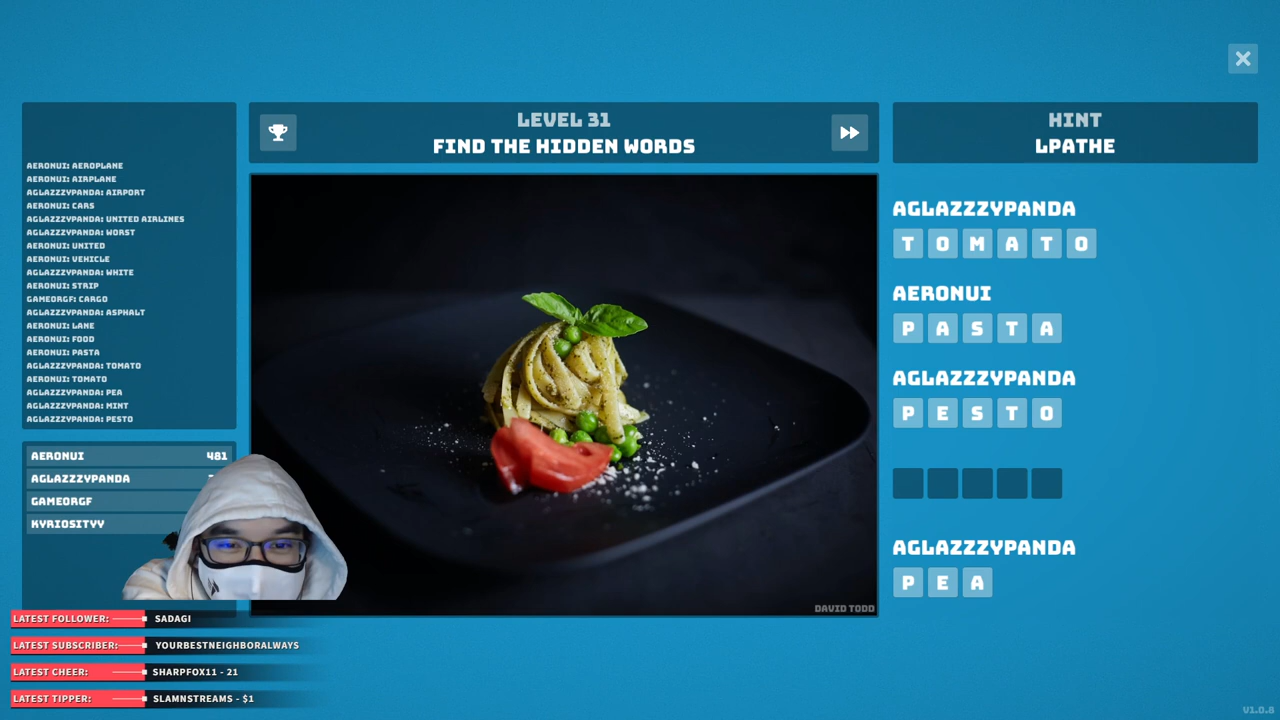 LEVEL 31
FIND THE HIDDEN WORDS
HINT
LPATHE
AERONUI: AEROPLANE
AERONUI: AIRPLANE
AGLAZZZYPANDA: AIRPORT
AERONUI: CARS
AGLAZZZYPANDA: UNITED AIRLINES
AGLAZZZYPANDA: WORST
AERONUI: UNITED
AERONUI: VEHICLE
AGLAZZZYPANDA: WHITE
AERONUI: STRIP
GAMEORGF: CARGO
AGLAZZZYPANDA: ASPHALT
AERONUI: LANE
AERONUI: FOOD
AERONUI: PASTA
AGLAZZZYPANDA: TOMATO
AERONUI: TOMATO
AGLAZZZYPANDA: PEA
AGLAZZZYPANDA: MINT
AGLAZZZYPANDA: PESTO
AERONUI 481
AGLAZZZYPANDA
GAMEORGF
KYRIOSITYY
AGLAZZZYPANDA
TOMATO
AERONUI
PASTA
AGLAZZZYPANDA
PESTO
AGLAZZZYPANDA
PEA
DAVID TODD
LATEST FOLLOWER: SADAGI
LATEST SUBSCRIBER: YOURBESTNEIGHBORALWAYS
LATEST CHEER: SHARPFOX11 - 21
LATEST TIPPER: SLAMNSTREAMS - $1
V1.0.8